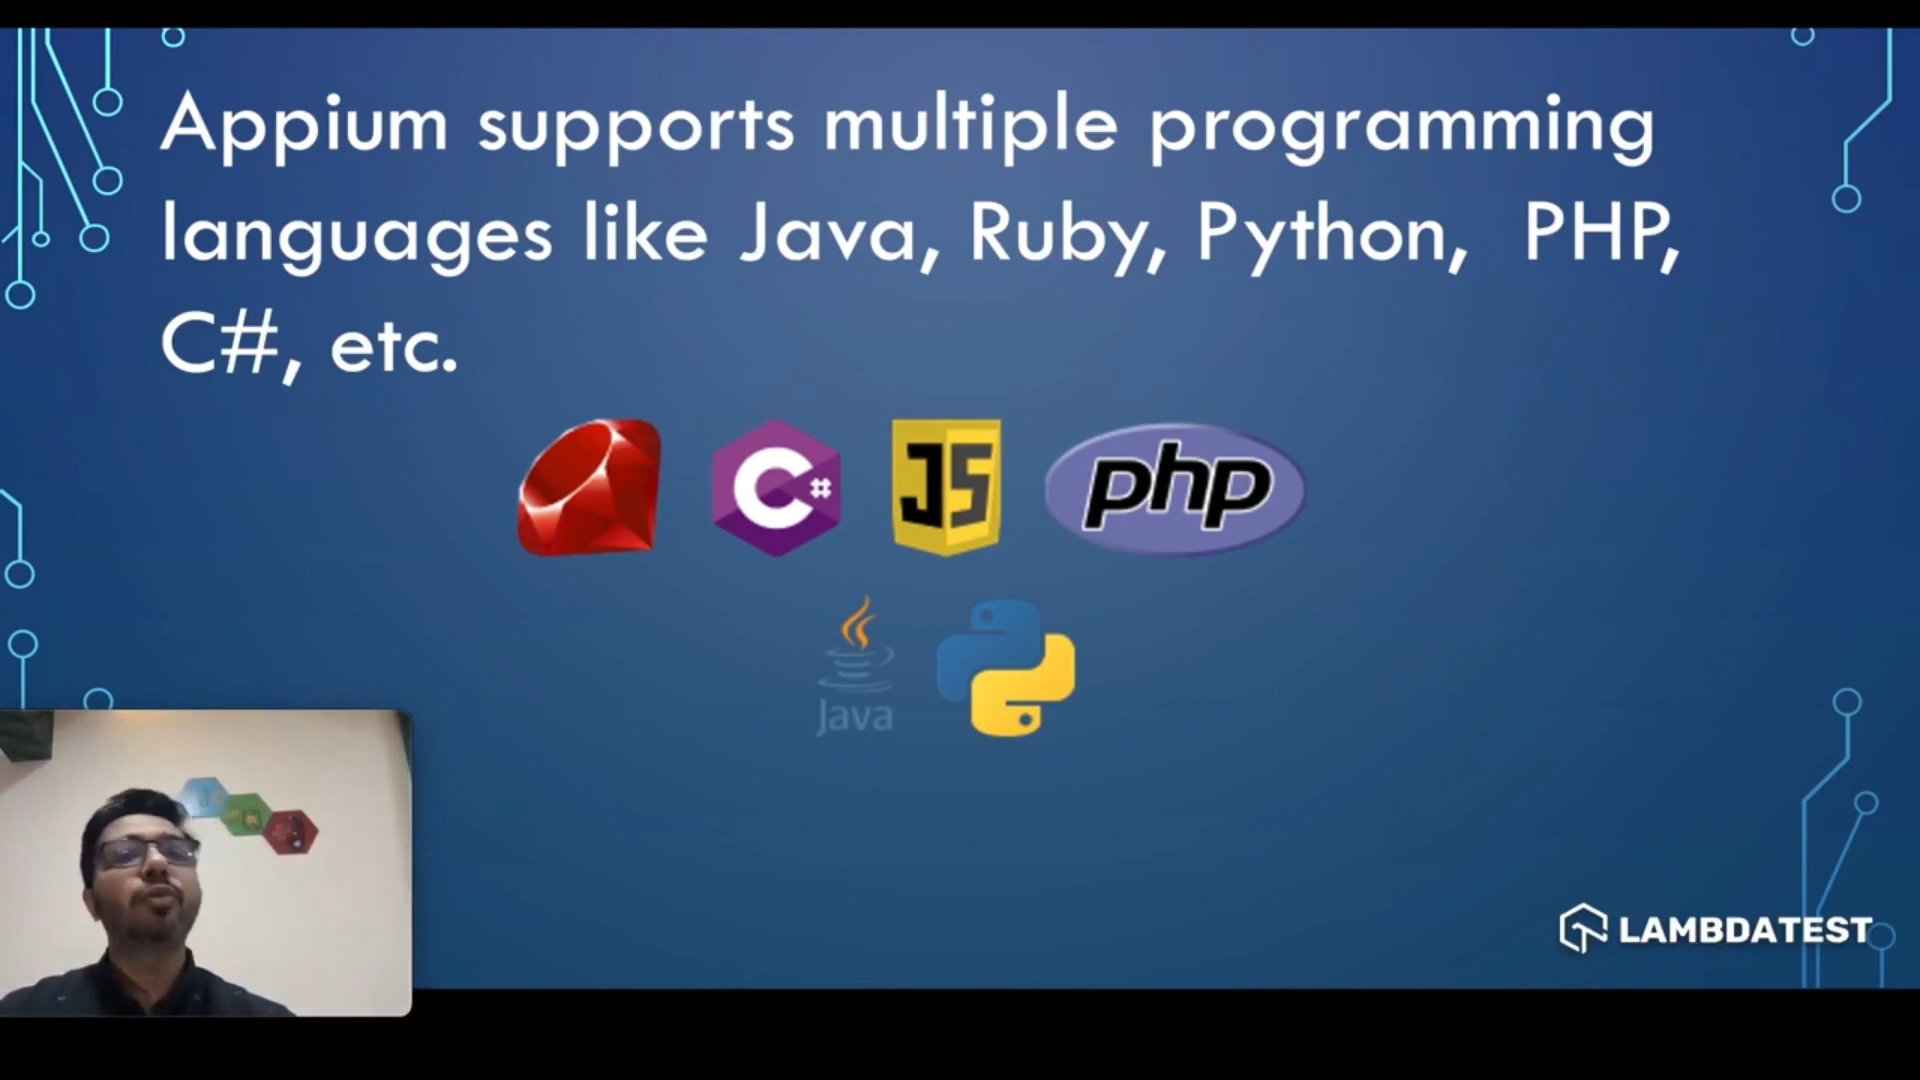 Appium supports multiple programming
languages like Java, Ruby, Python, PHP,
C#, etc.
C#
JS
php
Java
LAMBDATEST